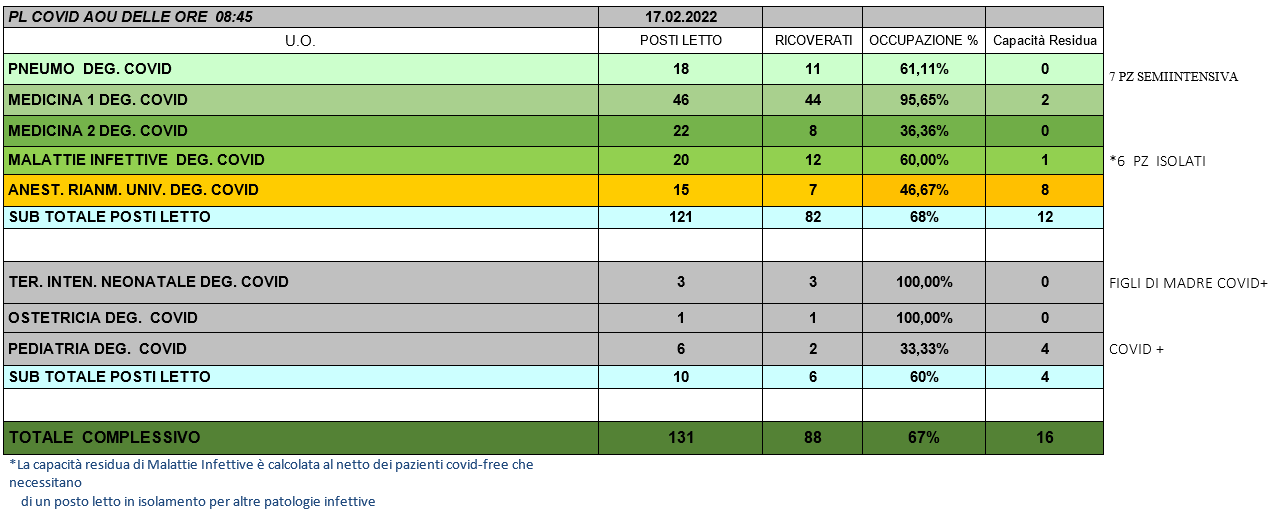 PL COVID AOU DELLE ORE 08:45 17.02.2022
U.O. POSTI LETTO RICOVERATI OCCUPAZIONE % Capacità Residua
PNEUMO DEG. COVID 18 11 61,11% 0
7 PZ SEMIINTENSIVA
MEDICINA 1 DEG. COVID 46 44 95,65% 2
MEDICINA 2 DEG. COVID 22 8 36,36% 0
MALATTIE INFETTIVE DEG. COVID 20 12 60,00% 1 *6 PZ ISOLATI
ANEST. RIANM. UNIV. DEG. COVID 15 7 46,67% 8
SUB TOTALE POSTI LETTO 121 82 68% 12
TER. INTEN. NEONATALE DEG. COVID 3 3 100,00% 0 FIGLI DI MADRE COVID+
OSTETRICIA DEG. COVID 1 1 100,00% 0
PEDIATRIA DEG. COVID 6 2 33,33% 4 COVID +
SUB TOTALE POSTI LETTO 10 6 60% 4
TOTALE COMPLESSIVO 131 88 67% 16
*La capacità residua di Malattie Infettive è calcolata al netto dei pazienti covid-free che
necessitano
di un posto letto in isolamento per altre patologie infettive